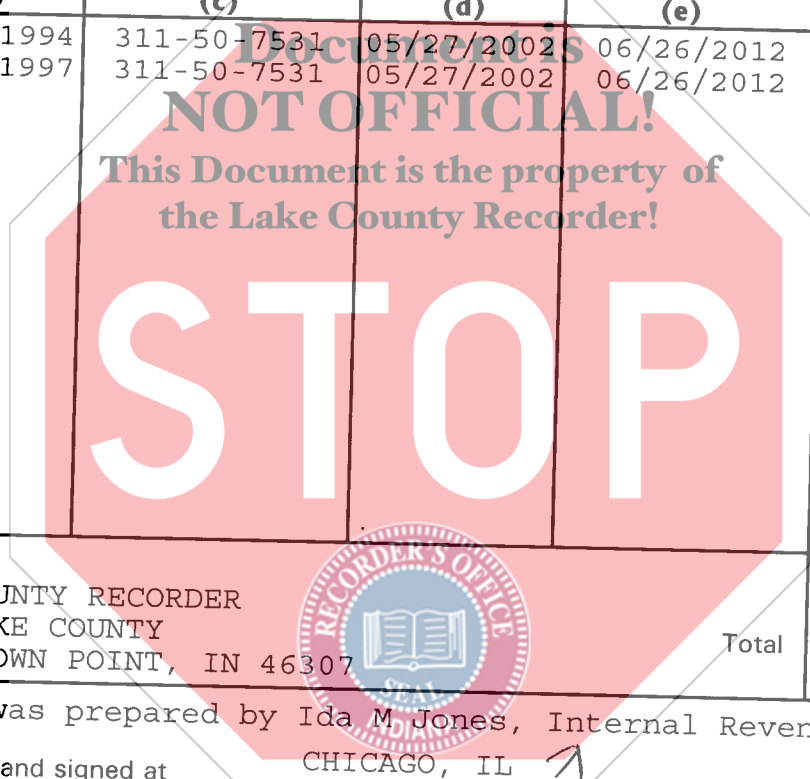 (c) (d) (e)
1994 311-50-7531 05/27/2002 06/26/2012
1997 311-50-7531 05/27/2002 06/26/2012
Document is
NOT OFFICIAL!
This Document is the property of
the Lake County Recorder!
STOP
RECORDER'S OFFICE
SEAL
INDIANA
UNTY RECORDER
KE COUNTY
OWN POINT, IN 46307
Total
was prepared by Ida M Jones, Internal Reven
and signed at CHICAGO, IL